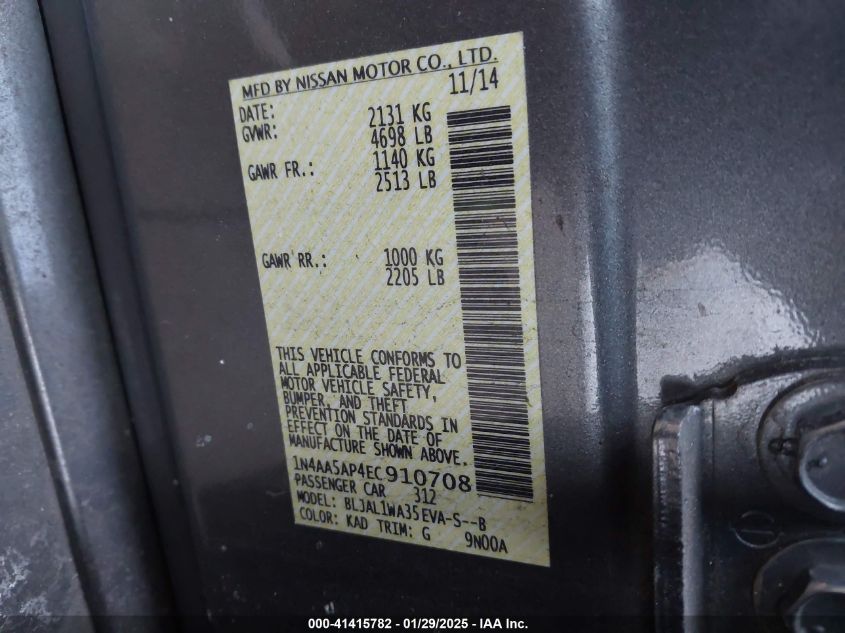 MFD BY NISSAN MOTOR CO., LTD.
DATE: 11/14
GVWR: 2131 KG
4698 LB
GAWR FR.: 1140 KG
2513 LB
GAWR RR.: 1000 KG
2205 LB
THIS VEHICLE CONFORMS TO
ALL APPLICABLE FEDERAL
MOTOR VEHICLE SAFETY,
BUMPER, AND THEFT
PREVENTION STANDARDS IN
EFFECT ON THE DATE OF
MANUFACTURE SHOWN ABOVE.
1N4AA5AP4EC910708
PASSENGER CAR 312
MODEL: BLJAL1WA35EVA-S--B
COLOR: KAD TRIM: G 9N00A
000-41415782 - 01/29/2025 - IAA Inc.